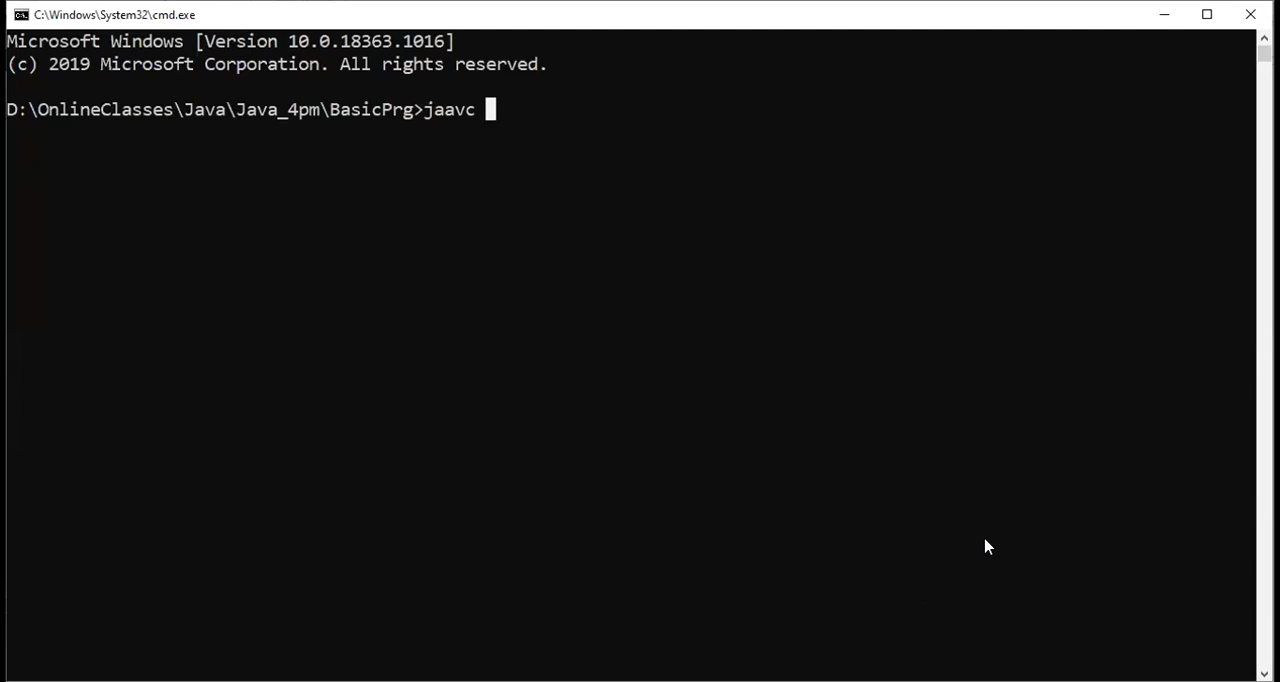 C:\Windows\System32\cmd.exe
Microsoft Windows [Version 10.0.18363.1016]
(c) 2019 Microsoft Corporation. All rights reserved.
D:\OnlineClasses\Java\Java_4pm\BasicPrg>jaavc